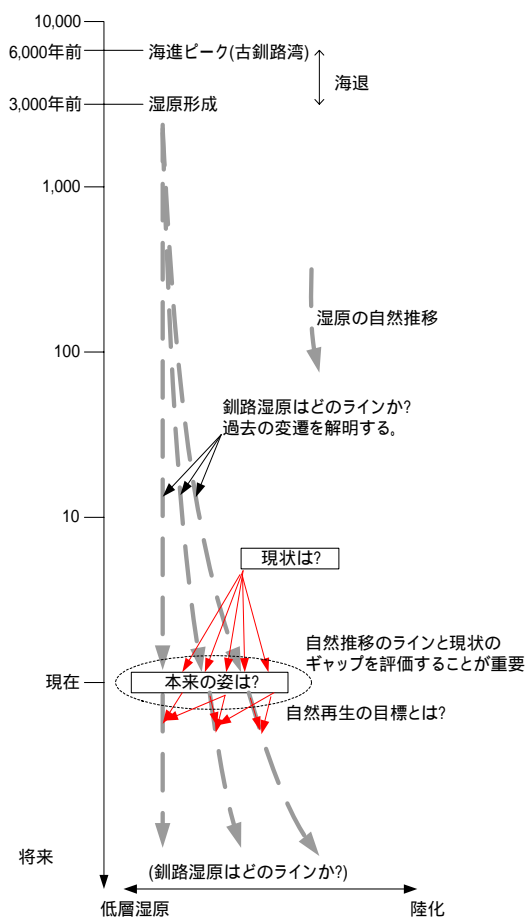 10,000
6,000年前
海進ピーク(古釧路湾)
海退
3,000年前
湿原形成
1,000
湿原の自然推移
100
釧路湿原はどのラインか?
過去の変遷を解明する。
10
現状は?
自然推移のラインと現状の
ギャップを評価することが重要
現在
本来の姿は?
自然再生の目標とは?
将来
(釧路湿原はどのラインか?)
低層湿原
陸化